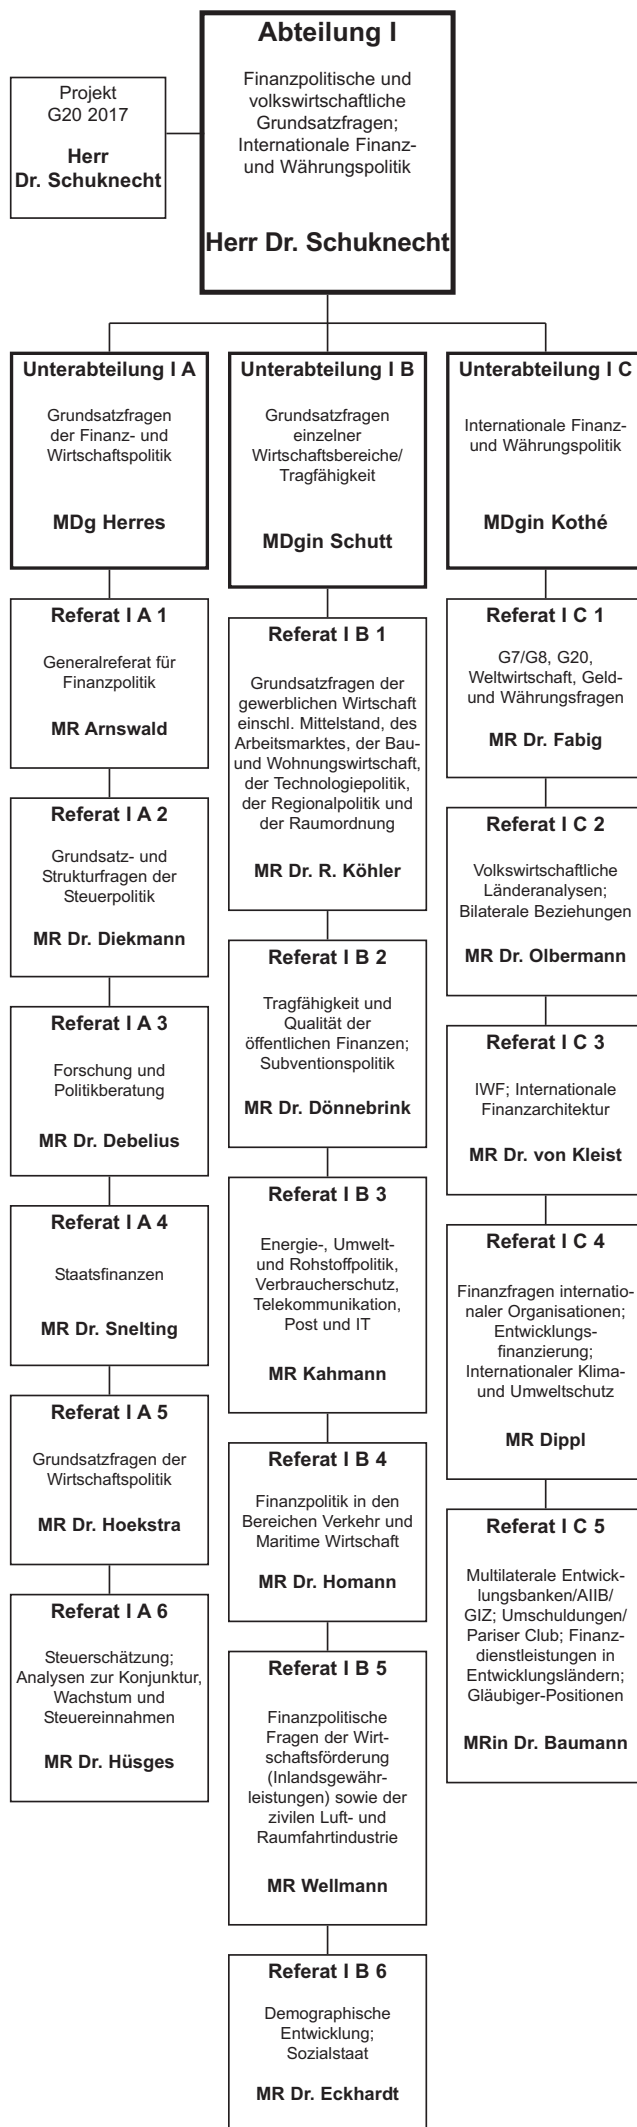 Abteilung I
Finanzpolitische und
volkswirtschaftliche
Grundsatzfragen;
Internationale Finanz-
und Währungspolitik
Herr Dr. Schuknecht
Projekt
G20 2017
Herr
Dr. Schuknecht
Unterabteilung I A
Grundsatzfragen
der Finanz- und
Wirtschaftspolitik
MDg Herres
Referat I A 1
Generalreferat für
Finanzpolitik
MR Arnswald
Referat I A 2
Grundsatz- und
Strukturfragen der
Steuerpolitik
MR Dr. Diekmann
Referat I A 3
Forschung und
Politikberatung
MR Dr. Debelius
Referat I A 4
Staatsfinanzen
MR Dr. Snelting
Referat I A 5
Grundsatzfragen der
Wirtschaftspolitik
MR Dr. Hoekstra
Referat I A 6
Steuerschätzung;
Analysen zur Konjunktur,
Wachstum und
Steuereinnahmen
MR Dr. Hüsges
Unterabteilung I B
Grundsatzfragen
einzelner
Wirtschaftsbereiche/
Tragfähigkeit
MDgin Schutt
Referat I B 1
Grundsatzfragen der
gewerblichen Wirtschaft
einschl. Mittelstand, des
Arbeitsmarktes, der Bau-
und Wohnungswirtschaft,
der Technologiepolitik,
der Regionalpolitik und
der Raumordnung
MR Dr. R. Köhler
Referat I B 2
Tragfähigkeit und
Qualität der
öffentlichen Finanzen;
Subventionspolitik
MR Dr. Dönnebrink
Referat I B 3
Energie-, Umwelt-
und Rohstoffpolitik,
Verbraucherschutz,
Telekommunikation,
Post und IT
MR Kahmann
Referat I B 4
Finanzpolitik in den
Bereichen Verkehr und
Maritime Wirtschaft
MR Dr. Homann
Referat I B 5
Finanzpolitische
Fragen der Wirt-
schaftsförderung
(Inlandsgewähr-
leistungen) sowie der
zivilen Luft- und
Raumfahrtindustrie
MR Wellmann
Referat I B 6
Demographische
Entwicklung;
Sozialstaat
MR Dr. Eckhardt
Unterabteilung I C
Internationale Finanz-
und Währungspolitik
MDgin Kothé
Referat I C 1
G7/G8, G20,
Weltwirtschaft, Geld-
und Währungsfragen
MR Dr. Fabig
Referat I C 2
Volkswirtschaftliche
Länderanalysen;
Bilaterale Beziehungen
MR Dr. Olbermann
Referat I C 3
IWF; Internationale
Finanzarchitektur
MR Dr. von Kleist
Referat I C 4
Finanzfragen internatio-
naler Organisationen;
Entwicklungs-
finanzierung;
Internationaler Klima-
und Umweltschutz
MR Dippl
Referat I C 5
Multilaterale Entwick-
lungsbanken/AIIB/
GIZ; Umschuldungen/
Pariser Club; Finanz-
dienstleistungen in
Entwicklungsländern;
Gläubiger-Positionen
MRin Dr. Baumann